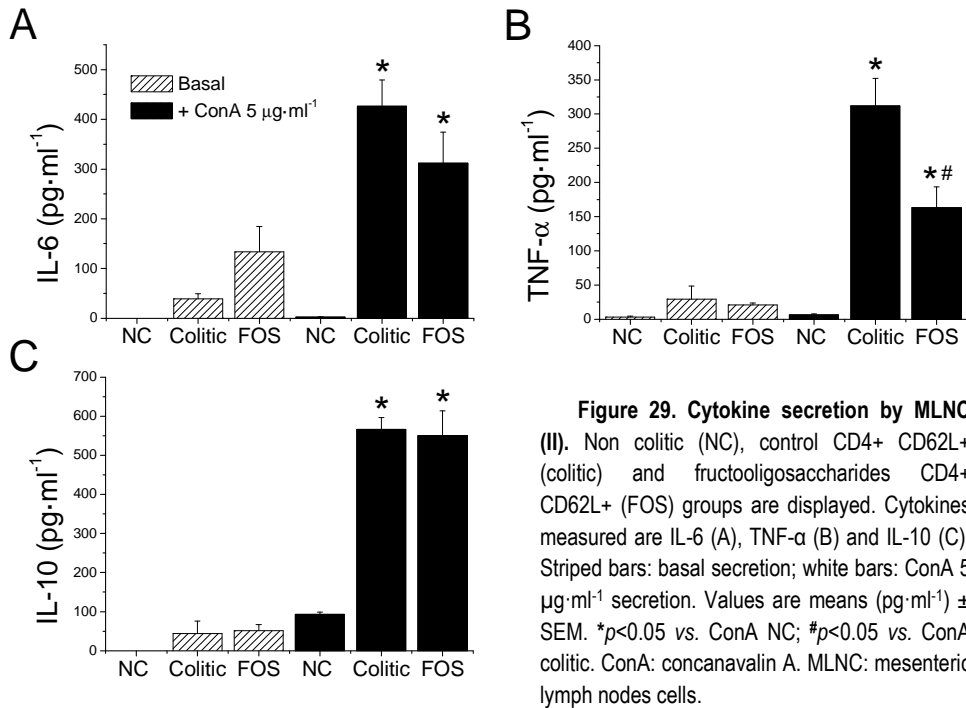 A
500
400
300
200
100
0
IL-6 (pg·ml-1)
Basal
+ ConA 5 μg·ml-1
*
*
NC Colitic FOS NC Colitic FOS
B
400
350
300
250
200
150
100
50
0
TNF-α (pg·ml-1)
*
*#
NC Colitic FOS NC Colitic FOS
C
700
600
500
400
300
200
100
0
IL-10 (pg·ml-1)
*
*
NC Colitic FOS NC Colitic FOS
Figure 29. Cytokine secretion by MLNC
(II). Non colitic (NC), control CD4+ CD62L+
(colitic) and fructooligosaccharides CD4+
CD62L+ (FOS) groups are displayed. Cytokines
measured are IL-6 (A), TNF-α (B) and IL-10 (C)
Striped bars: basal secretion; white bars: ConA 5
μg·ml-1 secretion. Values are means (pg·ml-1) ±
SEM. *p<0.05 vs. ConA NC; #p<0.05 vs. ConA
colitic. ConA: concanavalin A. MLNC: mesenteric
lymph nodes cells.